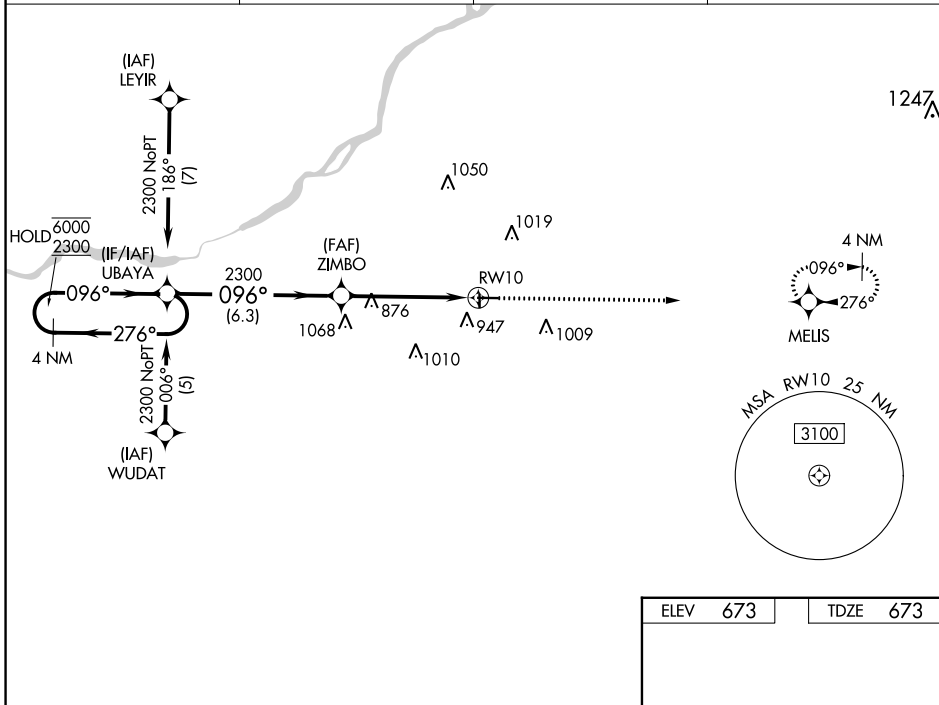 (IAF)
LEYIR
1247
2300 NoPT
186°
(7)
1050
1019
HOLD
6000
2300
(IF/IAF)
UBAYA
(FAF)
ZIMBO
4 NM
096°
2300
096°
(6.3)
RW10
096°
276°
876
1068
947
1009
1010
MELIS
276°
4 NM
2300 NoPT
006°
(5)
(IAF)
WUDAT
MSA RW10 25 NM
3100
ELEV 673
TDZE 673